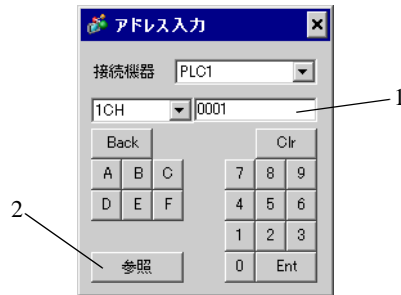 アドレス入力
接続機器 PLC1
1CH 0001 1
Back Clr
A B C 7 8 9
D E F 4 5 6
2
1 2 3
参照 0 Ent